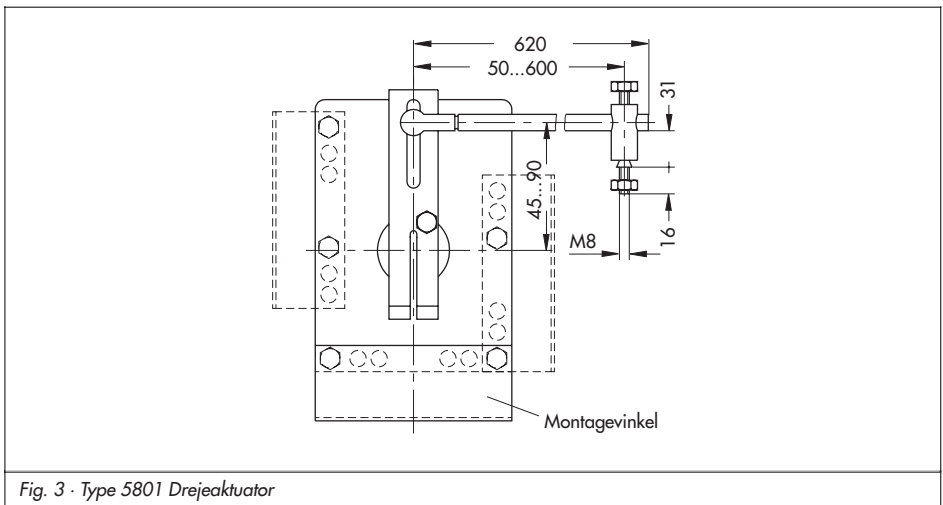 620
50...600
31
45...90
M8
16
Montagevinkel
Fig. 3 · Type 5801 Drejeaktuator